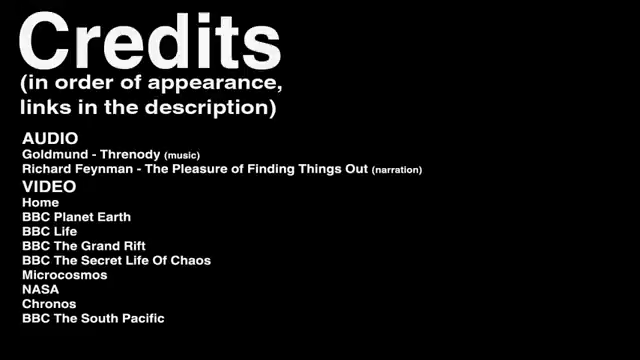 Credits
(in order of appearance,
links in the description)
AUDIO
Goldmund - Threnody (music)
Richard Feynman - The Pleasure of Finding Things Out (narration)
VIDEO
Home
BBC Planet Earth
BBC Life
BBC The Grand Rift
BBC The Secret Life Of Chaos
Microcosmos
NASA
Chronos
BBC The South Pacific